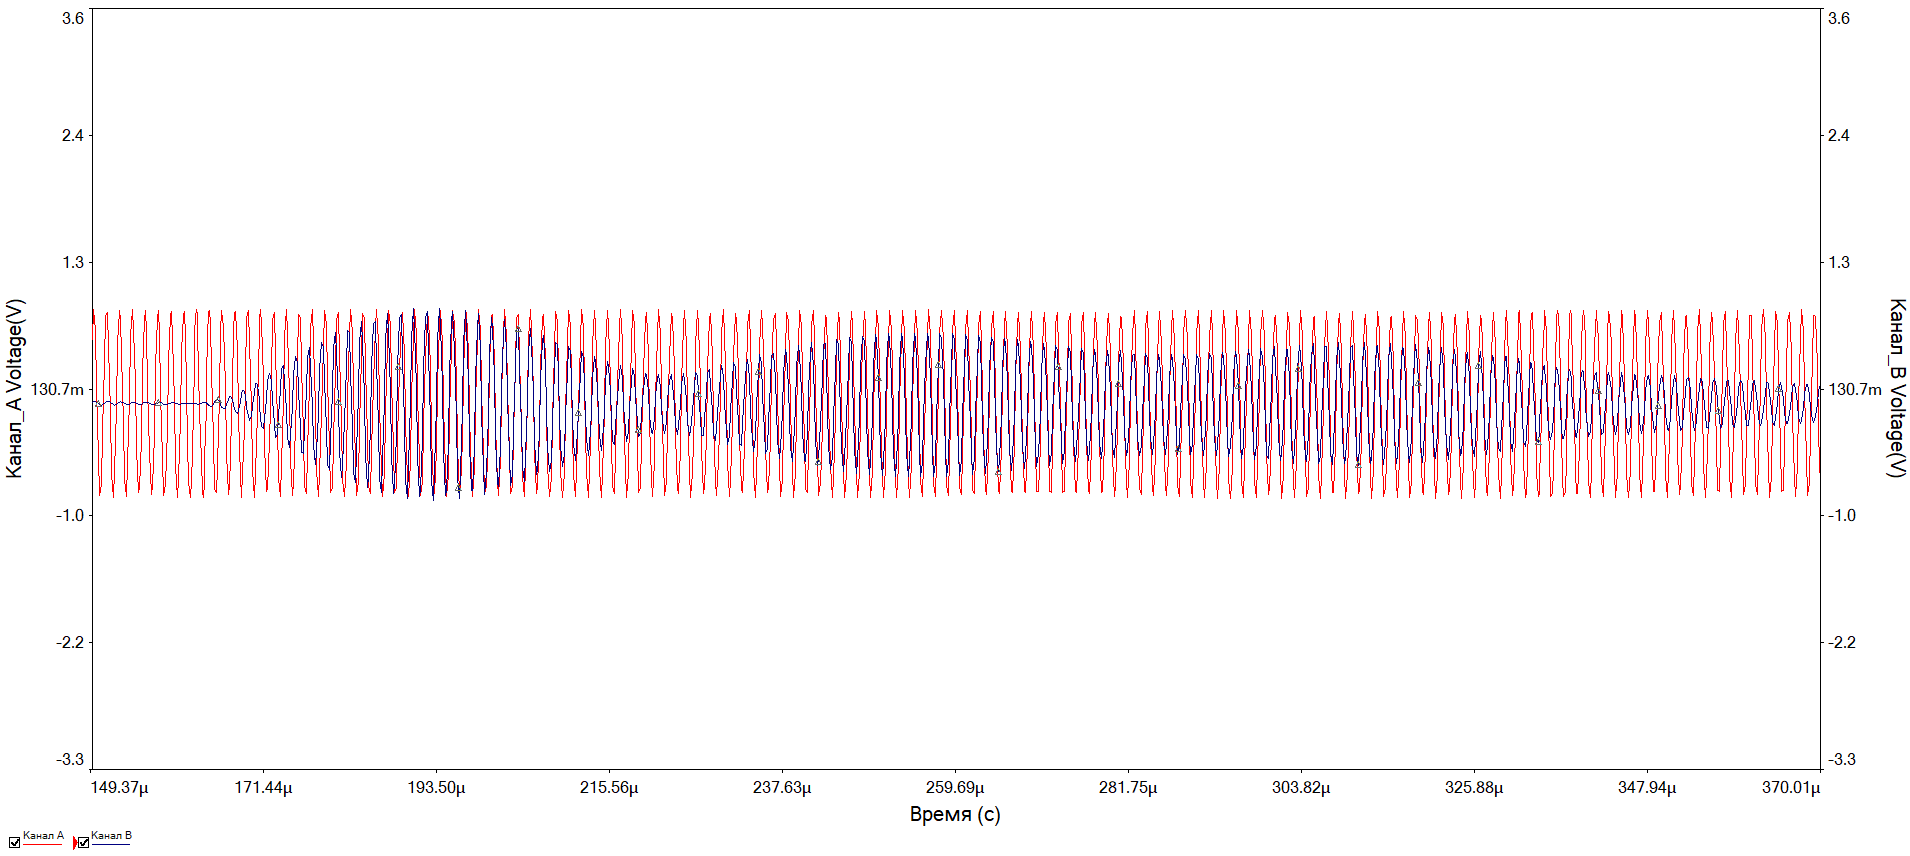 3.6
3.6
2.4
2.4
1.3
1.3
Канал_A Voltage(V)
Канал_B Voltage(V)
130.7m
130.7m
-1.0
-1.0
-2.2
-2.2
-3.3
-3.3
149.37µ 171.44µ 193.50µ 215.56µ 237.63µ 259.69µ 281.75µ 303.82µ 325.88µ 347.94µ 370.01µ
Время (с)
Канал A Канал B